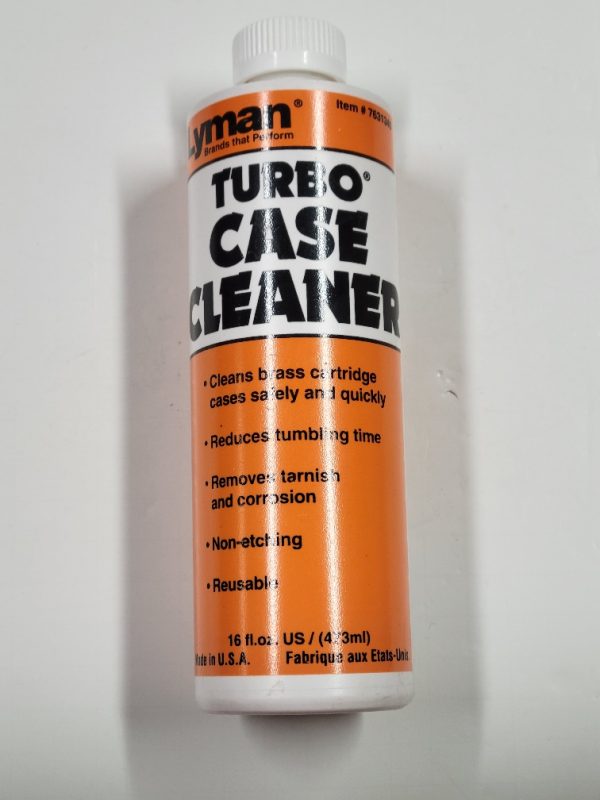 Lyman®
Brands that Perform
Item # 7631340
TURBO®
CASE
CLEANER
• Cleans brass cartridge
cases safely and quickly
• Reduces tumbling time
• Removes tarnish
and corrosion
• Non-etching
• Reusable
16 fl.oz. US / (473ml)
Made in U.S.A. Fabrique aux Etats-Unis